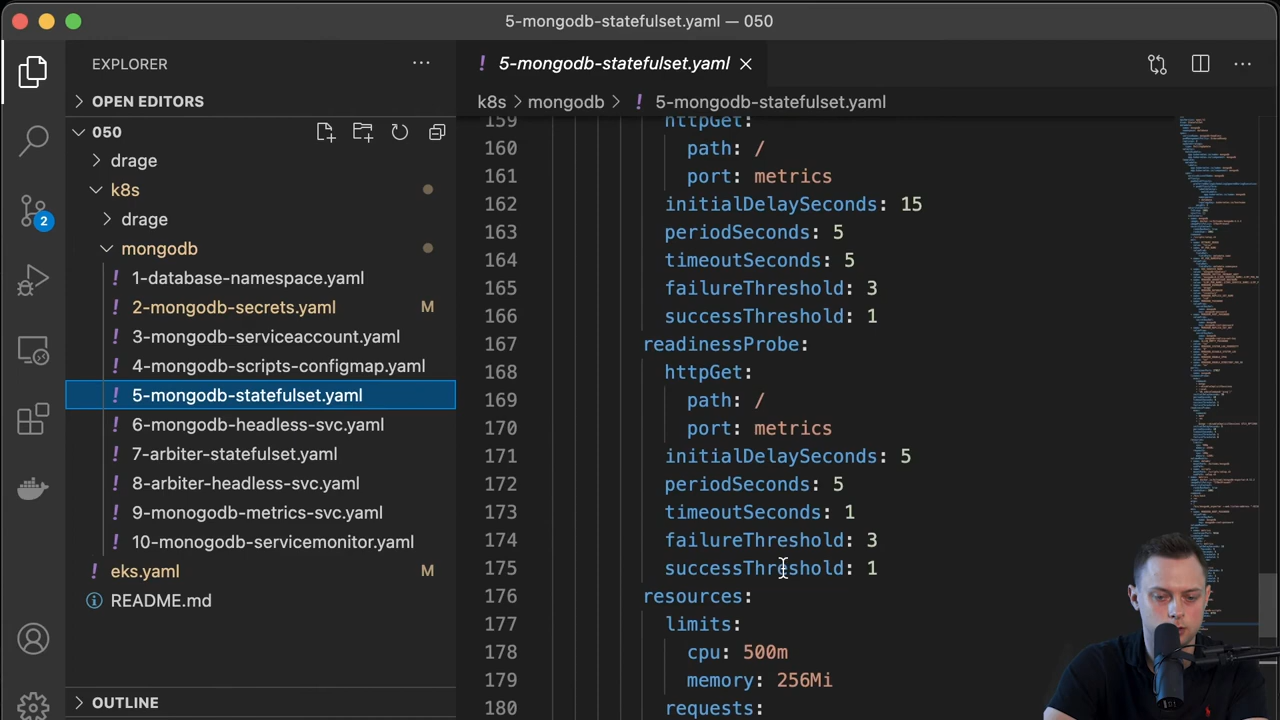 5-mongodb-statefulset.yaml — 050
EXPLORER
OPEN EDITORS
050
drage
k8s
drage
mongodb
! 1-database-namespace.yaml
! 2-mongodb-secrets.yaml M
! 3-mongodb-serviceaccount.yaml
! 4-mongodb-scripts-configmap.yaml
! 5-mongodb-statefulset.yaml
! 6-mongodb-headless-svc.yaml
! 7-arbiter-statefulset.yaml
! 8-arbiter-headless-svc.yaml
! 9-monogodb-metrics-svc.yaml
! 10-monogodb-servicemonitor.yaml
! eks.yaml M
README.md
OUTLINE
2
! 5-mongodb-statefulset.yaml
k8s > mongodb > ! 5-mongodb-statefulset.yaml
159 httpGet:
160 path: /
161 port: metrics
162 initialDelaySeconds: 15
163 periodSeconds: 5
164 timeoutSeconds: 5
165 failureThreshold: 3
166 successThreshold: 1
167 readinessProbe:
168 httpGet:
169 path: /
170 port: metrics
171 initialDelaySeconds: 5
172 periodSeconds: 5
173 timeoutSeconds: 1
174 failureThreshold: 3
175 successThreshold: 1
176 resources:
177 limits:
178 cpu: 500m
179 memory: 256Mi
180 requests: